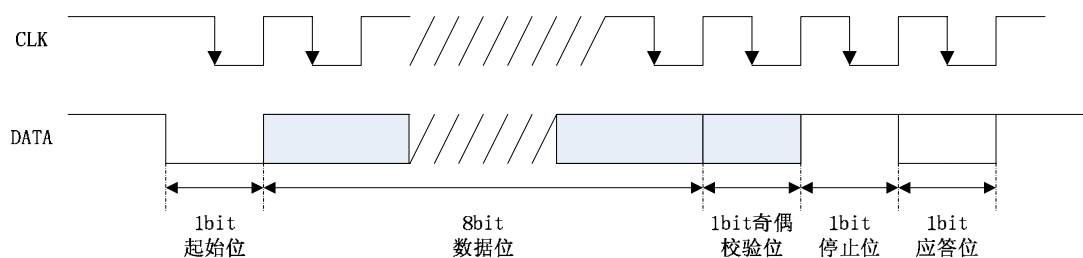 CLK
DATA
1bit
起始位
8bit
数据位
1bit奇偶
校验位
1bit
停止位
1bit
应答位